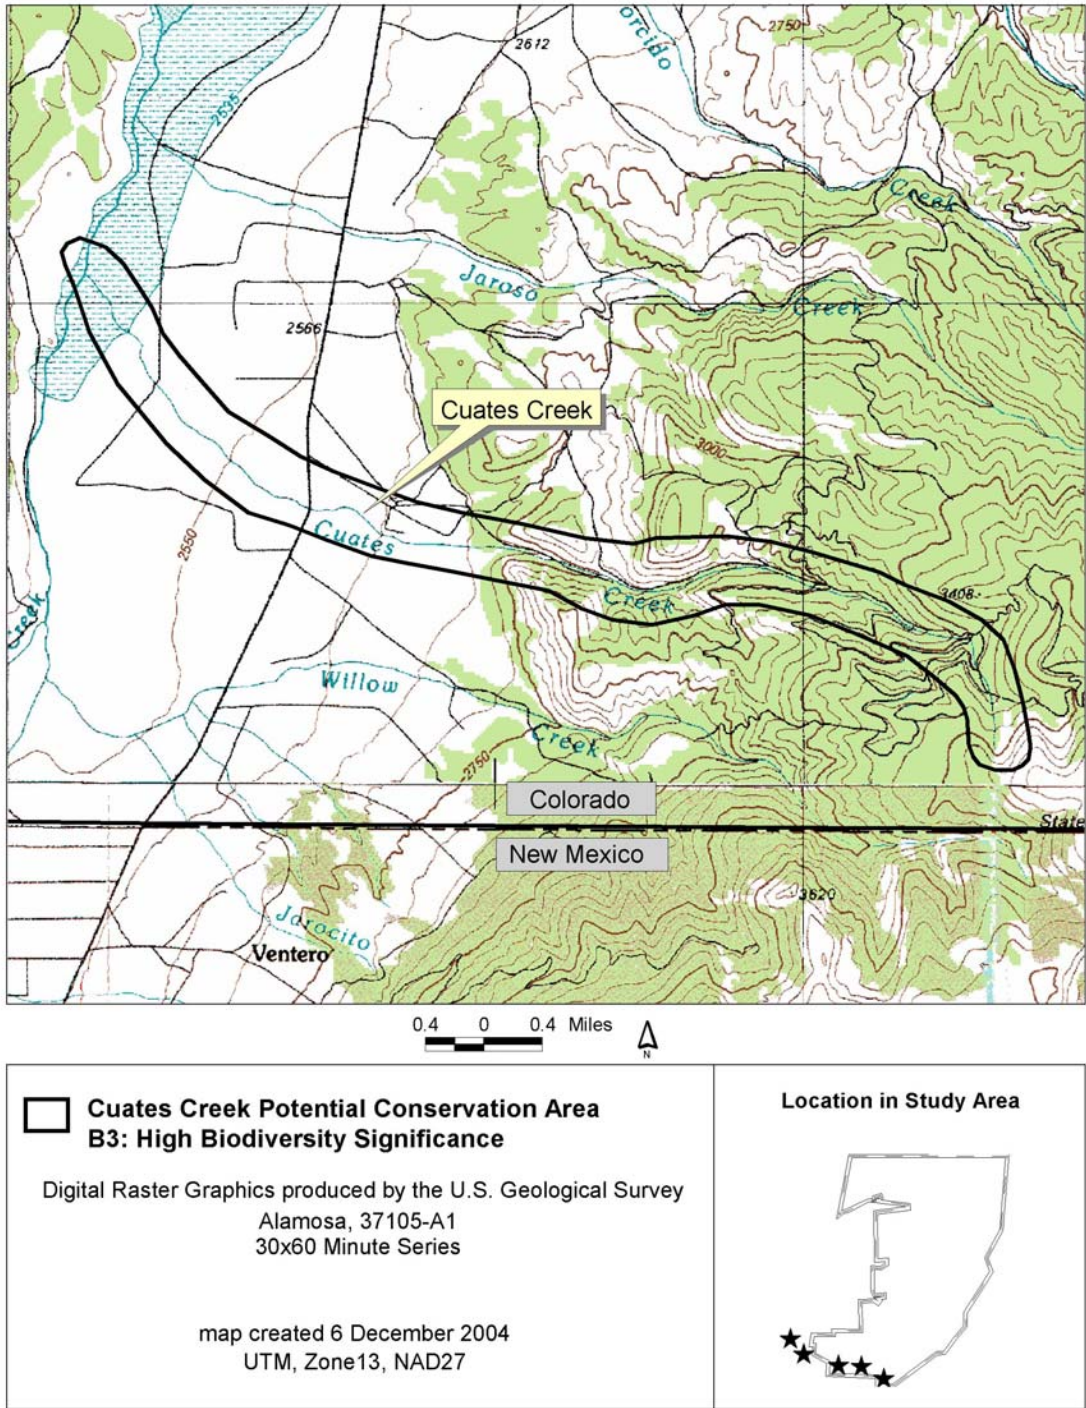 orcido
2750
2612
2535
Creek
Jaroso
Creek
2566
Cuates Creek
3000
2550
Cuates
Creek
3408
Creek
Willow
Creek
2750
Colorado
State
New Mexico
3620
Jarocito
Ventero
0.4 0 0.4 Miles
N
Cuates Creek Potential Conservation Area
B3: High Biodiversity Significance
Digital Raster Graphics produced by the U.S. Geological Survey
Alamosa, 37105-A1
30x60 Minute Series
map created 6 December 2004
UTM, Zone13, NAD27
Location in Study Area